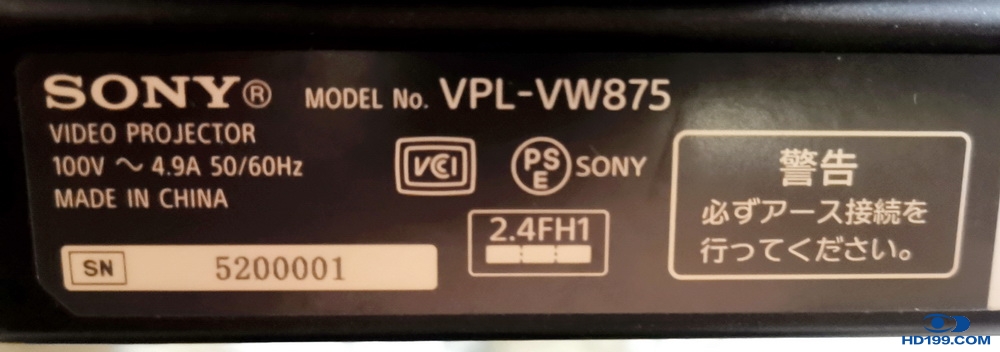 SONY® MODEL No. VPL-VW875
VIDEO PROJECTOR
100V ～ 4.9A 50/60Hz
MADE IN CHINA
VCCI
PS
E
SONY
2.4FH1
SN 5200001
警告
必ずアース接続を
行ってください。
HD199.COM